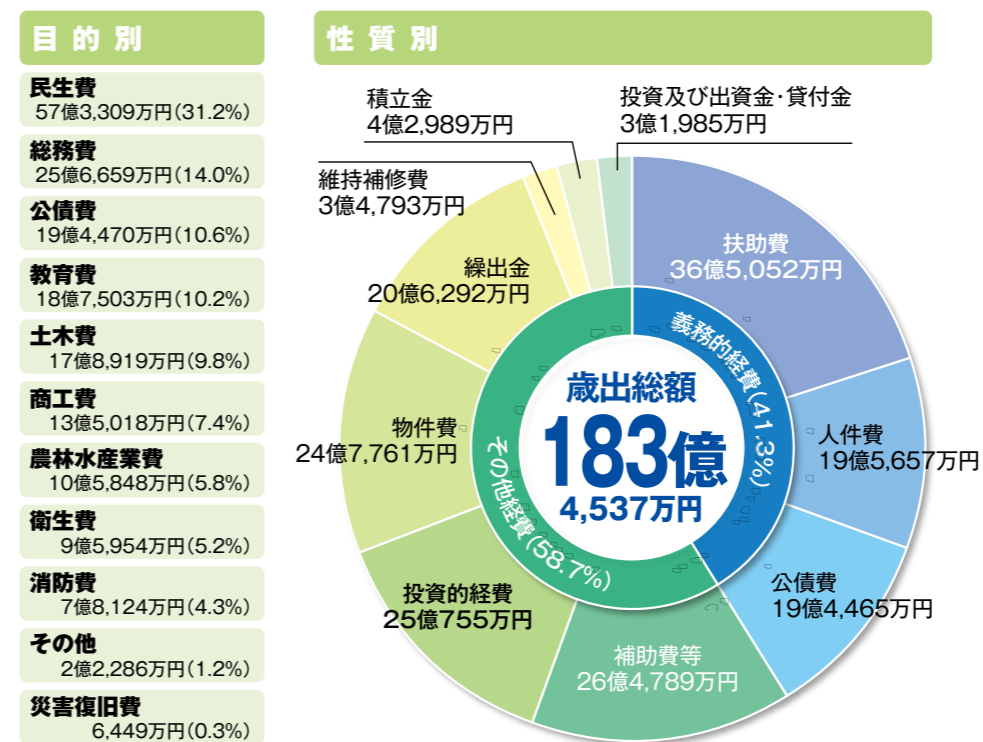 目的別
民生費
57億3,309万円(31.2%)
総務費
25億6,659万円(14.0%)
公債費
19億4,470万円(10.6%)
教育費
18億7,503万円(10.2%)
土木費
17億8,919万円(9.8%)
商工費
13億5,018万円(7.4%)
農林水産業費
10億5,848万円(5.8%)
衛生費
9億5,954万円(5.2%)
消防費
7億8,124万円(4.3%)
その他
2億2,286万円(1.2%)
災害復旧費
6,449万円(0.3%)
性質別
積立金
4億2,989万円
投資及び出資金・貸付金
3億1,985万円
維持補修費
3億4,793万円
扶助費
36億5,052万円
繰出金
20億6,292万円
義務的経費(41.3%)
歳出総額
183億
4,537万円
物件費
24億7,761万円
人件費
19億5,657万円
その他経費(58.7%)
投資的経費
25億755万円
公債費
19億4,465万円
補助費等
26億4,789万円